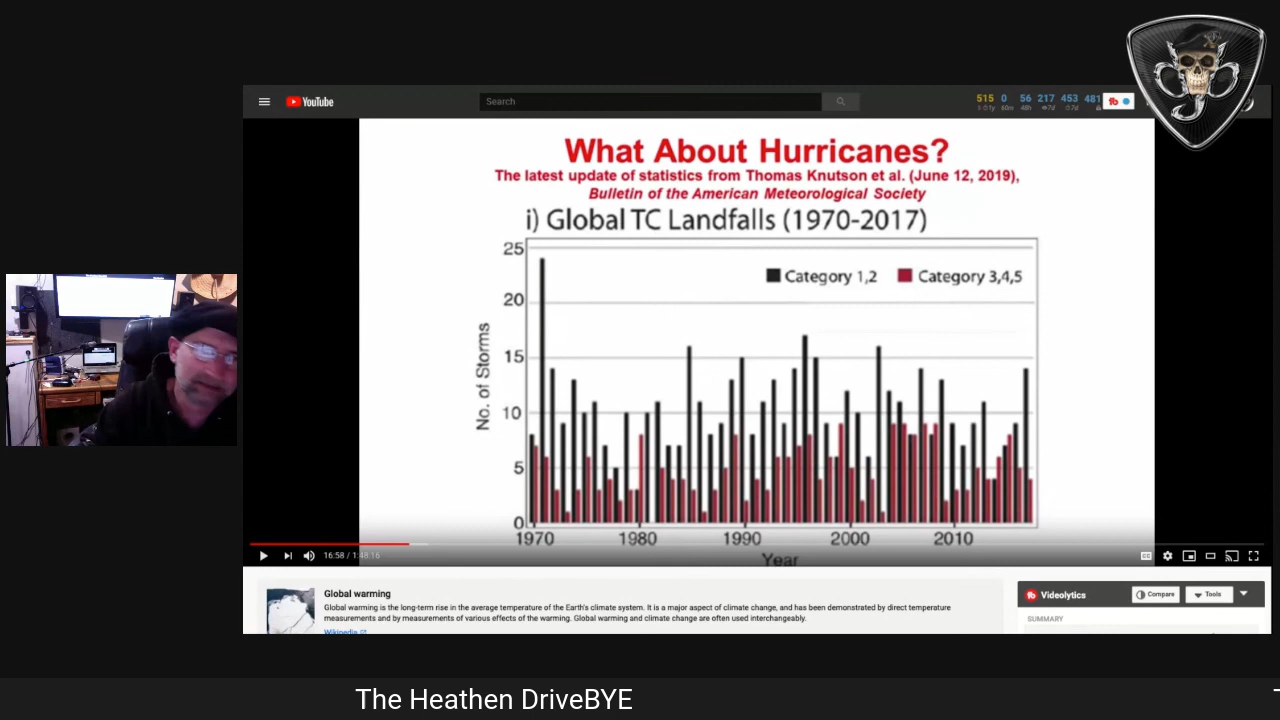 YouTube
Search
515 0 56 217 453 481
What About Hurricanes?
The latest update of statistics from Thomas Knutson et al. (June 12, 2019),
Bulletin of the American Meteorological Society
i) Global TC Landfalls (1970-2017)
25
20
15
10
5
0
No. of Storms
Category 1,2
Category 3,4,5
1970 1980 1990 2000 2010
Year
16:58 / 1:48:16
Global warming
Global warming is the long-term rise in the average temperature of the Earth's climate system. It is a major aspect of climate change, and has been demonstrated by direct temperature
measurements and by measurements of various effects of the warming. Global warming and climate change are often used interchangeably.
Wikipedia
Videolytics
Compare
Tools
SUMMARY
The Heathen DriveBYE